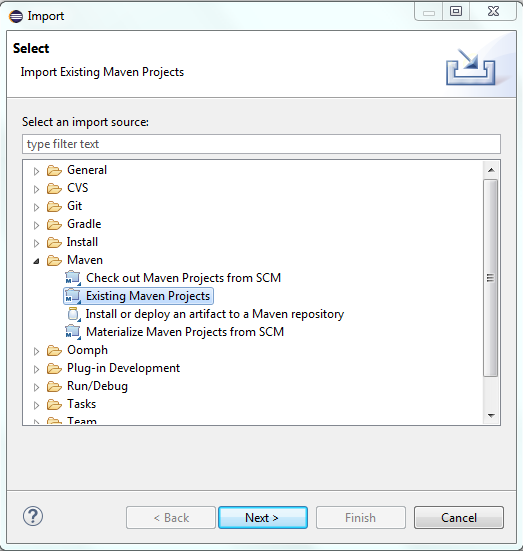 Import
Select
Import Existing Maven Projects
Select an import source:
type filter text
General
CVS
Git
Gradle
Install
Maven
Check out Maven Projects from SCM
Existing Maven Projects
Install or deploy an artifact to a Maven repository
Materialize Maven Projects from SCM
Oomph
Plug-in Development
Run/Debug
Tasks
Team
?
< Back
Next >
Finish
Cancel